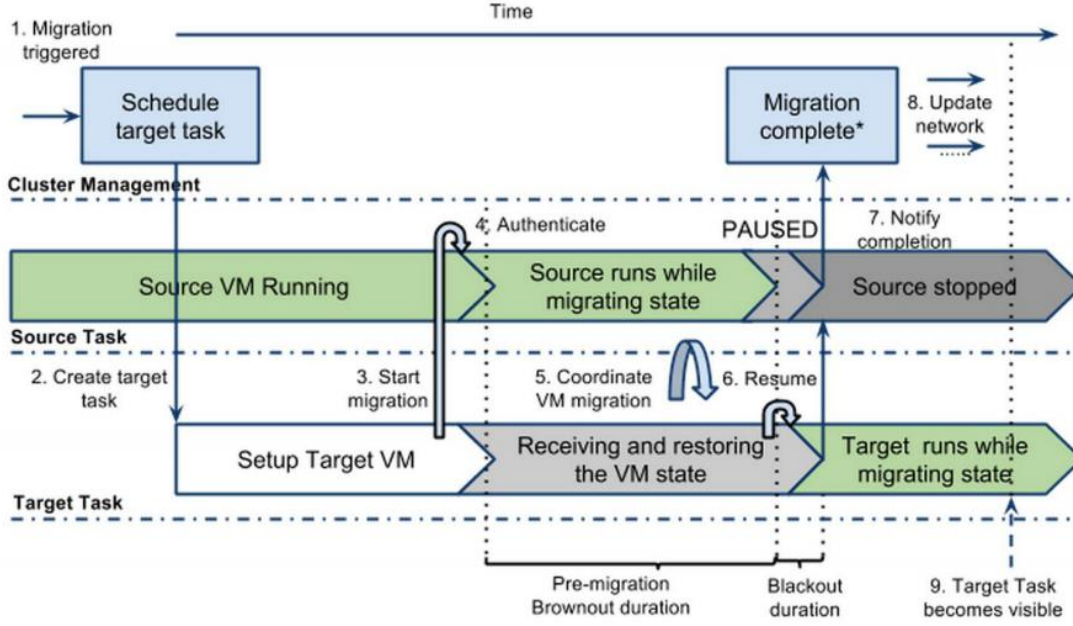 Time
1. Migration
triggered
Schedule
target task
Migration
complete*
8. Update
network
Cluster Management
4. Authenticate
PAUSED
7. Notify
completion
Source VM Running
Source runs while
migrating state
Source stopped
Source Task
2. Create target
task
3. Start
migration
5. Coordinate
VM migration
6. Resume
Setup Target VM
Receiving and restoring
the VM state
Target runs while
migrating state
Target Task
Pre-migration
Brownout duration
Blackout
duration
9. Target Task
becomes visible